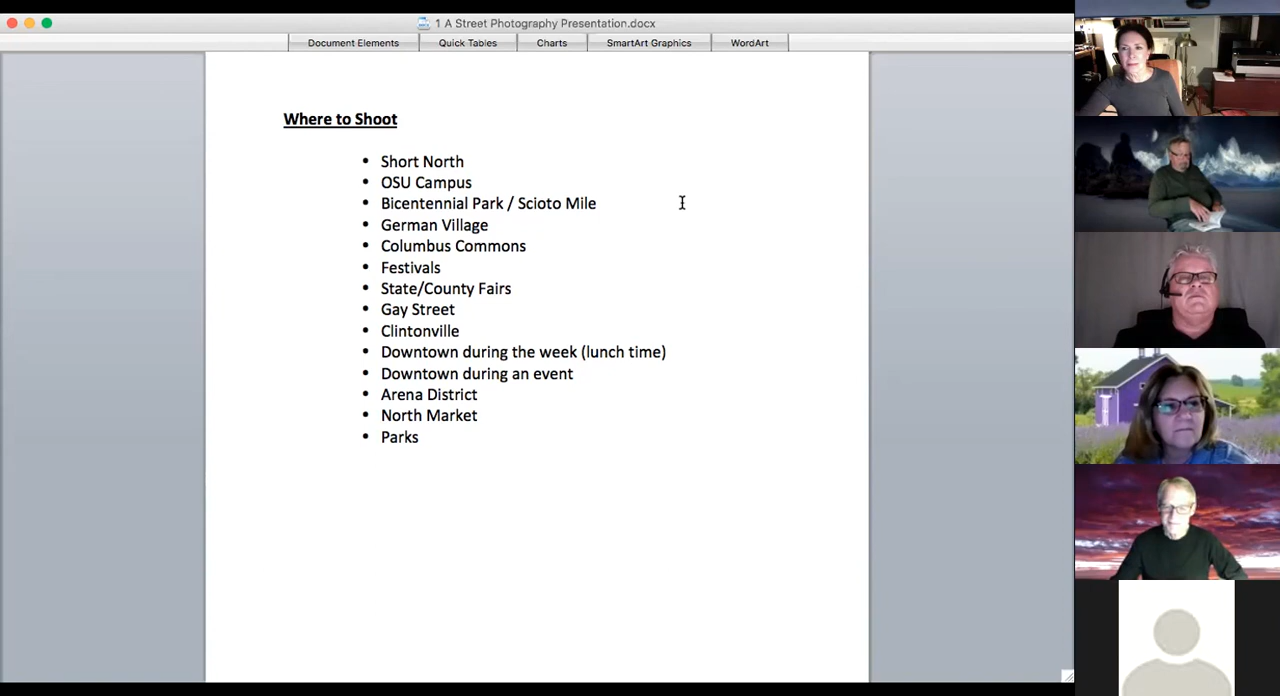 1 A Street Photography Presentation.docx
Document Elements Quick Tables Charts SmartArt Graphics WordArt
Where to Shoot
• Short North
• OSU Campus
• Bicentennial Park / Scioto Mile
• German Village
• Columbus Commons
• Festivals
• State/County Fairs
• Gay Street
• Clintonville
• Downtown during the week (lunch time)
• Downtown during an event
• Arena District
• North Market
• Parks